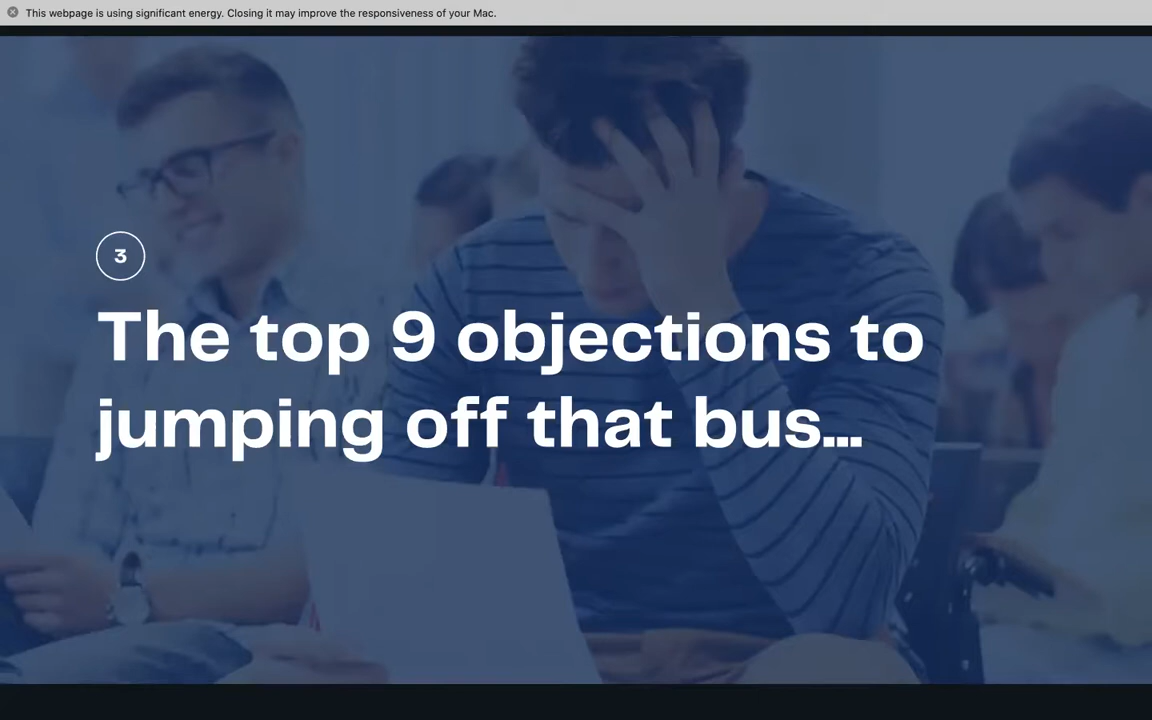 This webpage is using significant energy. Closing it may improve the responsiveness of your Mac.
3
The top 9 objections to
jumping off that bus...